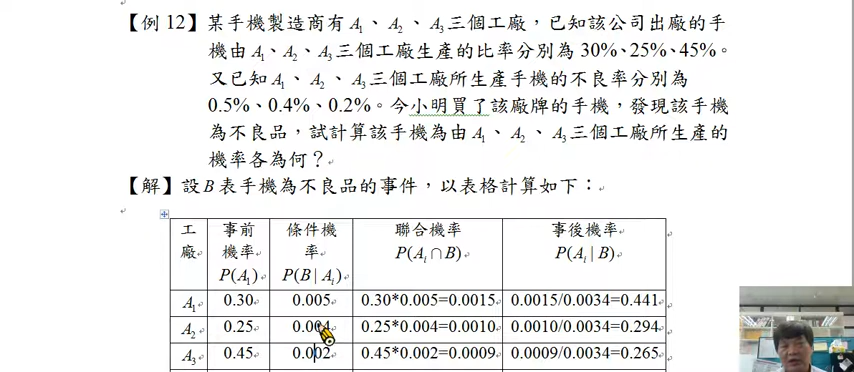 【例 12】某手機製造商有 A₁、A₂、A₃三個工廠，已知該公司出廠的手
機由 A₁、A₂、A₃三個工廠生產的比率分別為 30%、25%、45%。
又已知 A₁、A₂、A₃三個工廠所生產手機的不良率分別為
0.5%、0.4%、0.2%。今小明買了該廠牌的手機，發現該手機
為不良品，試計算該手機為由 A₁、A₂、A₃三個工廠所生產的
機率各為何？
【解】設 B 表手機為不良品的事件，以表格計算如下：
工廠 事前機率 P(A₁) 條件機率 P(B | Aᵢ) 聯合機率 P(Aᵢ∩B) 事後機率 P(Aᵢ | B)
A₁ 0.30 0.005 0.30*0.005=0.0015 0.0015/0.0034=0.441
A₂ 0.25 0.004 0.25*0.004=0.0010 0.0010/0.0034=0.294
A₃ 0.45 0.002 0.45*0.002=0.0009 0.0009/0.0034=0.265